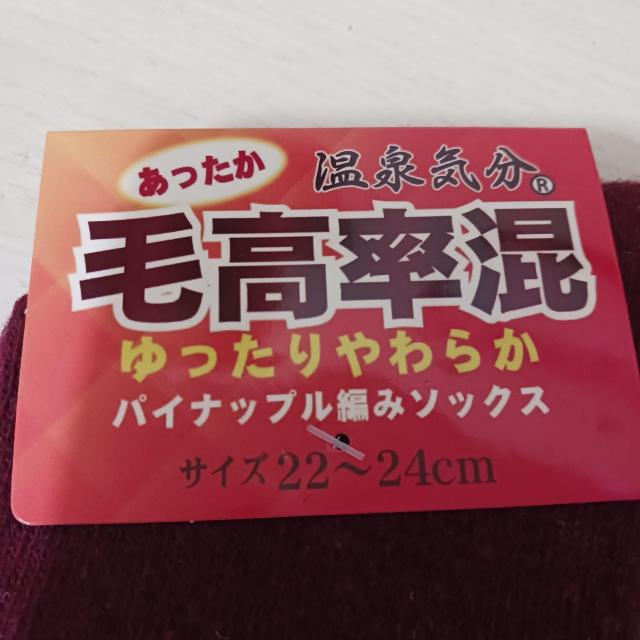 あったか 温泉気分®
毛高率混
ゆったりやわらか
パイナップル編みソックス
サイズ22～24cm